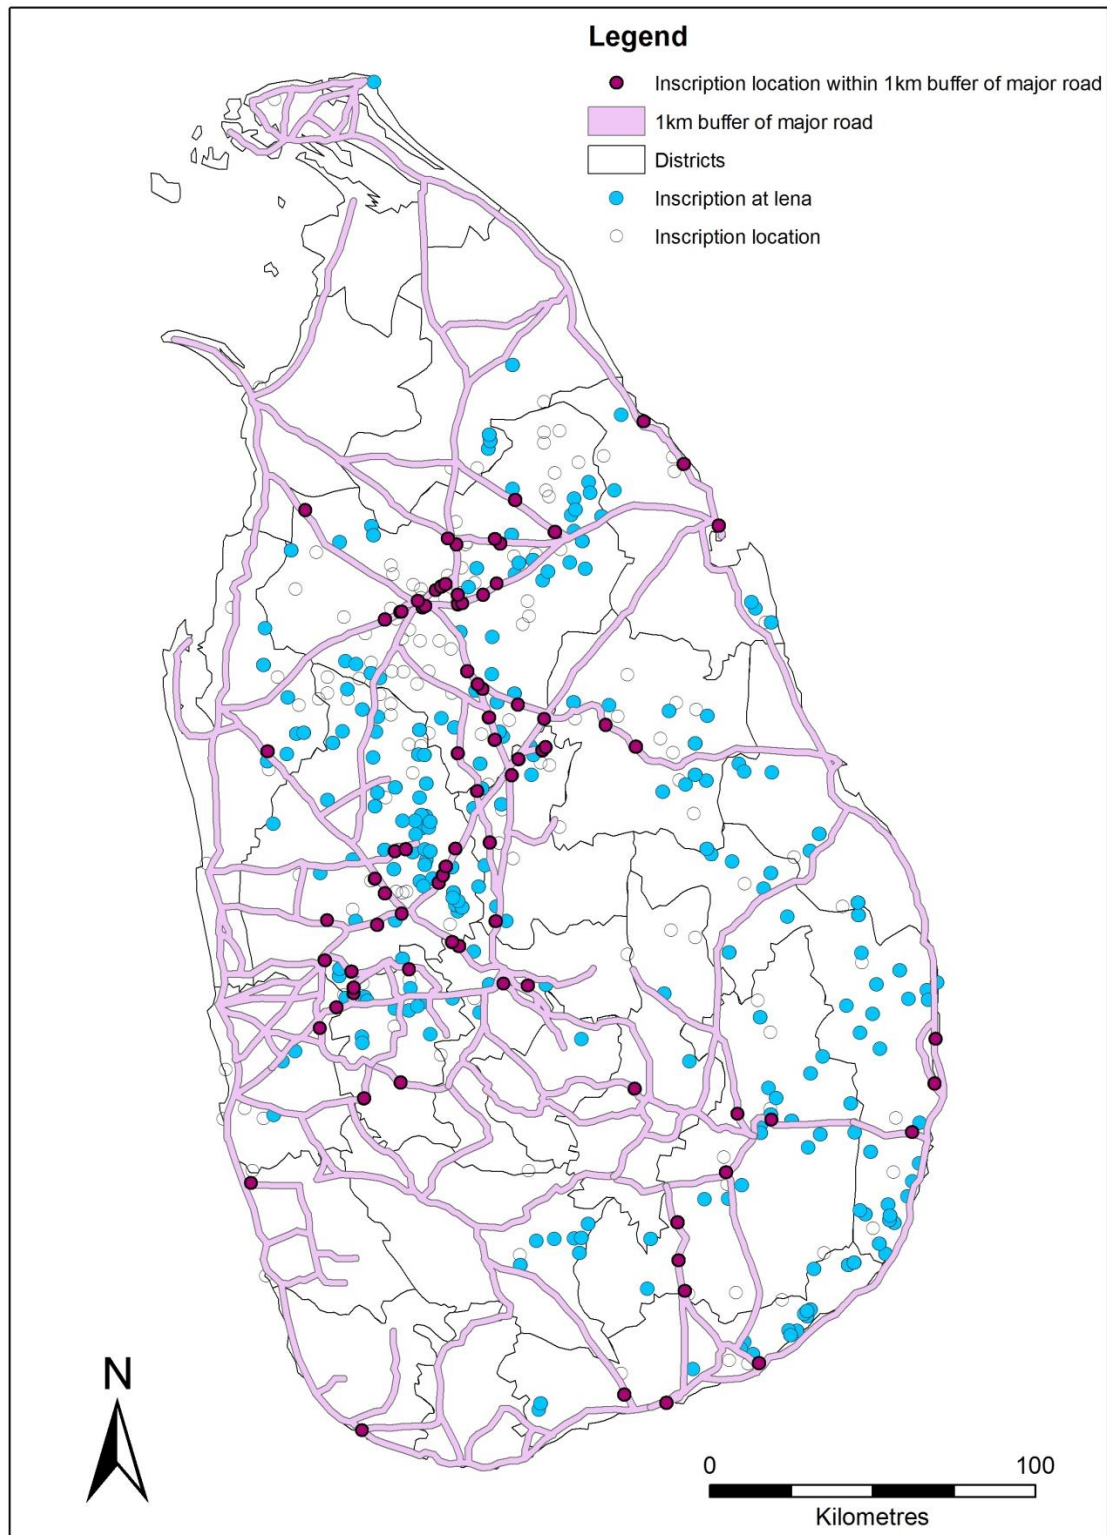 Legend
Inscription location within 1km buffer of major road
1km buffer of major road
Districts
Inscription at lena
Inscription location
N
0 100
Kilometres